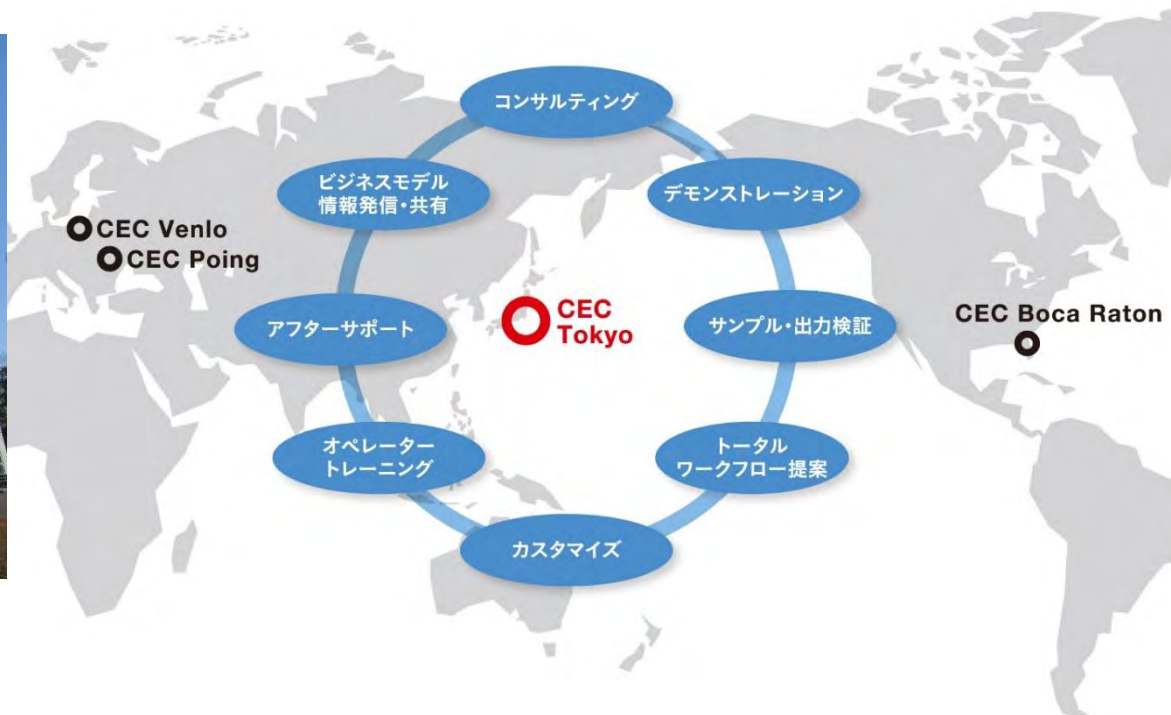 コンサルティング
ビジネスモデル
情報発信・共有
デモンストレーション
CEC Venlo
CEC Poing
アフターサポート
CEC
Tokyo
サンプル・出力検証
CEC Boca Raton
オペレーター
トレーニング
トータル
ワークフロー提案
カスタマイズ